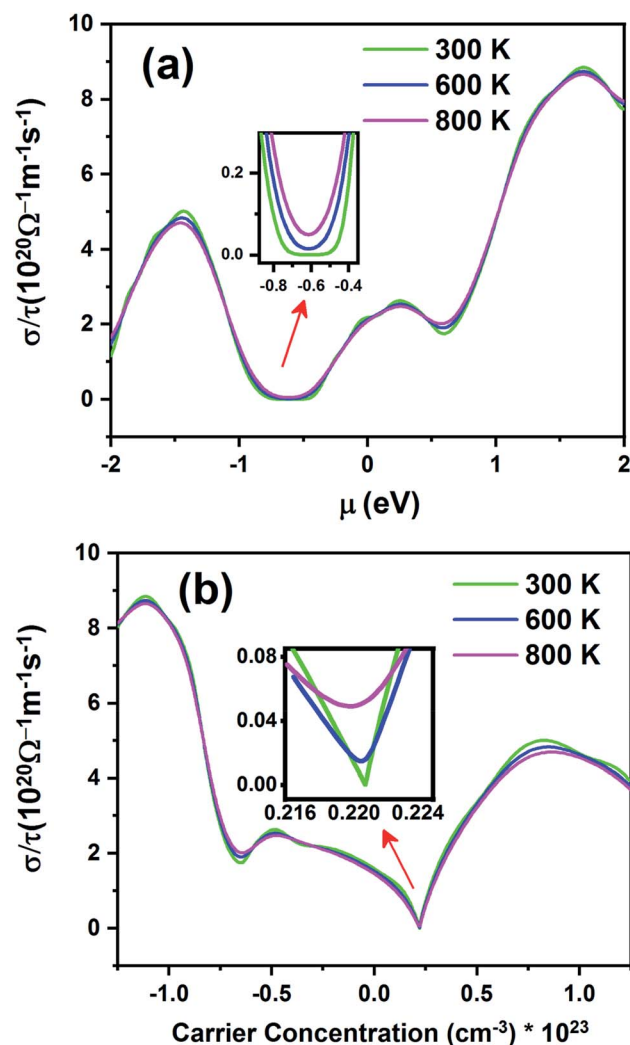 (a)
300 K
600 K
800 K
10
8
6
4
2
0
σ/τ(10²⁰Ω⁻¹m⁻¹s⁻¹)
0.2
0.0
-0.8 -0.6 -0.4
-2 -1 0 1 2
μ (eV)
(b)
300 K
600 K
800 K
10
8
6
4
2
0
σ/τ(10²⁰Ω⁻¹m⁻¹s⁻¹)
0.08
0.04
0.00
0.216 0.220 0.224
-1.0 -0.5 0.0 0.5 1.0
Carrier Concentration (cm⁻³) * 10²³